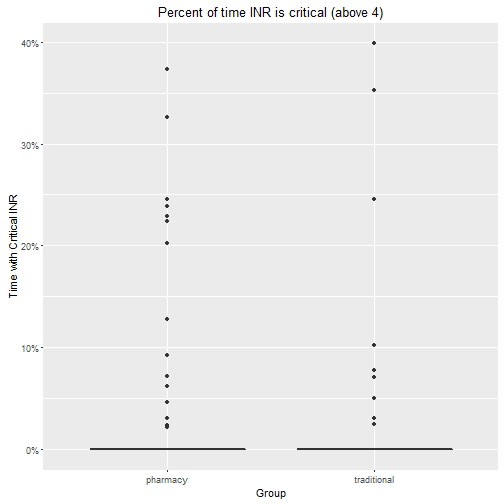 Percent of time INR is critical (above 4)
40%
30%
20%
10%
0%
Time with Critical INR
pharmacy
traditional
Group